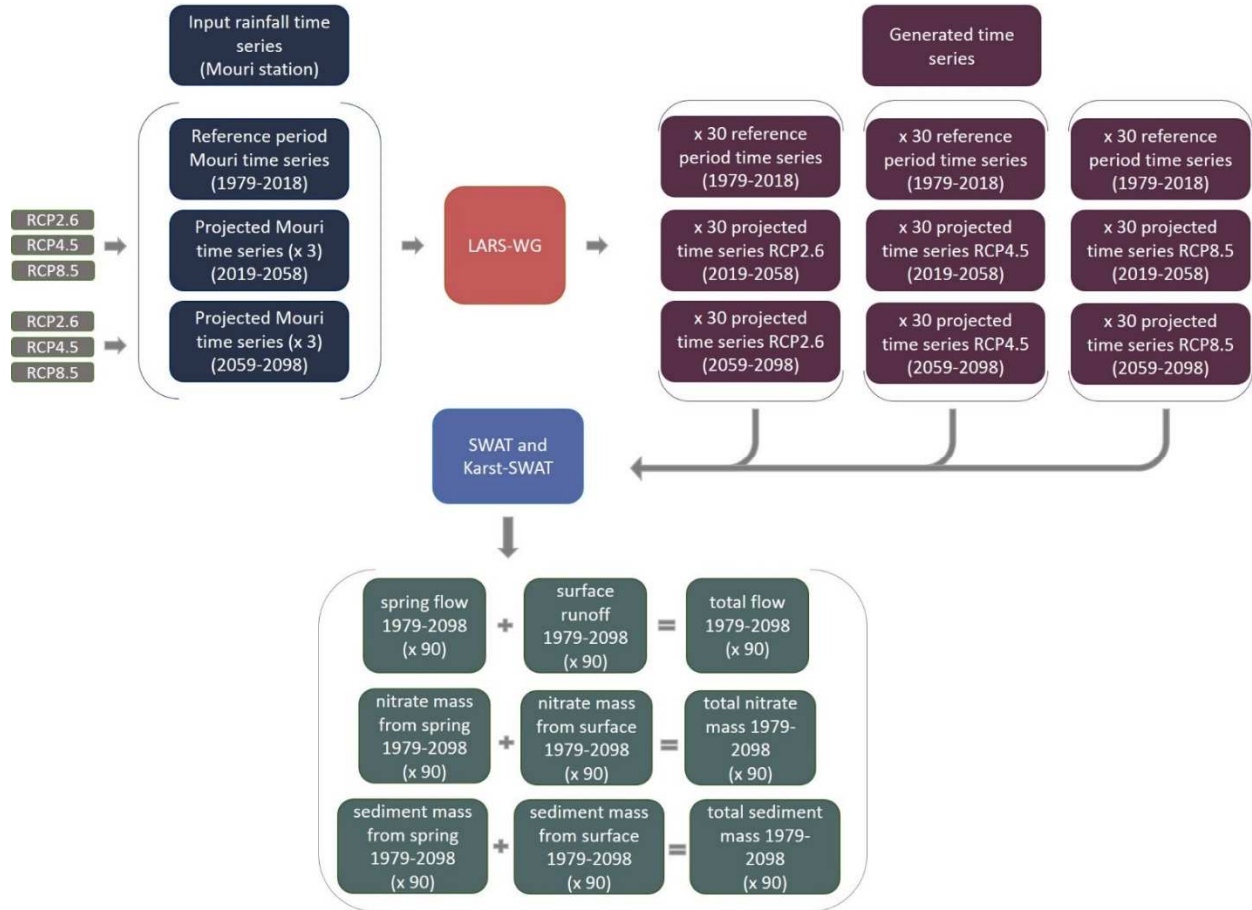 Input rainfall time
series
(Mouri station)
Generated time
series
Reference period
Mouri time series
(1979-2018)
RCP2.6
RCP4.5
RCP8.5
Projected Mouri
time series (x 3)
(2019-2058)
RCP2.6
RCP4.5
RCP8.5
Projected Mouri
time series (x 3)
(2059-2098)
LARS-WG
x 30 reference
period time series
(1979-2018)
x 30 reference
period time series
(1979-2018)
x 30 reference
period time series
(1979-2018)
x 30 projected
time series RCP2.6
(2019-2058)
x 30 projected
time series RCP4.5
(2019-2058)
x 30 projected
time series RCP8.5
(2019-2058)
x 30 projected
time series RCP2.6
(2059-2098)
x 30 projected
time series RCP4.5
(2059-2098)
x 30 projected
time series RCP8.5
(2059-2098)
SWAT and
Karst-SWAT
spring flow
1979-2098
(x 90)
+
surface
runoff
1979-2098
(x 90)
=
total flow
1979-2098
(x 90)
nitrate mass
from spring
1979-2098
(x 90)
+
nitrate mass
from surface
1979-2098
(x 90)
=
total nitrate
mass 1979-
2098
(x 90)
sediment mass
from spring
1979-2098
(x 90)
+
sediment mass
from surface
1979-2098
(x 90)
=
total sediment
mass 1979-
2098
(x 90)